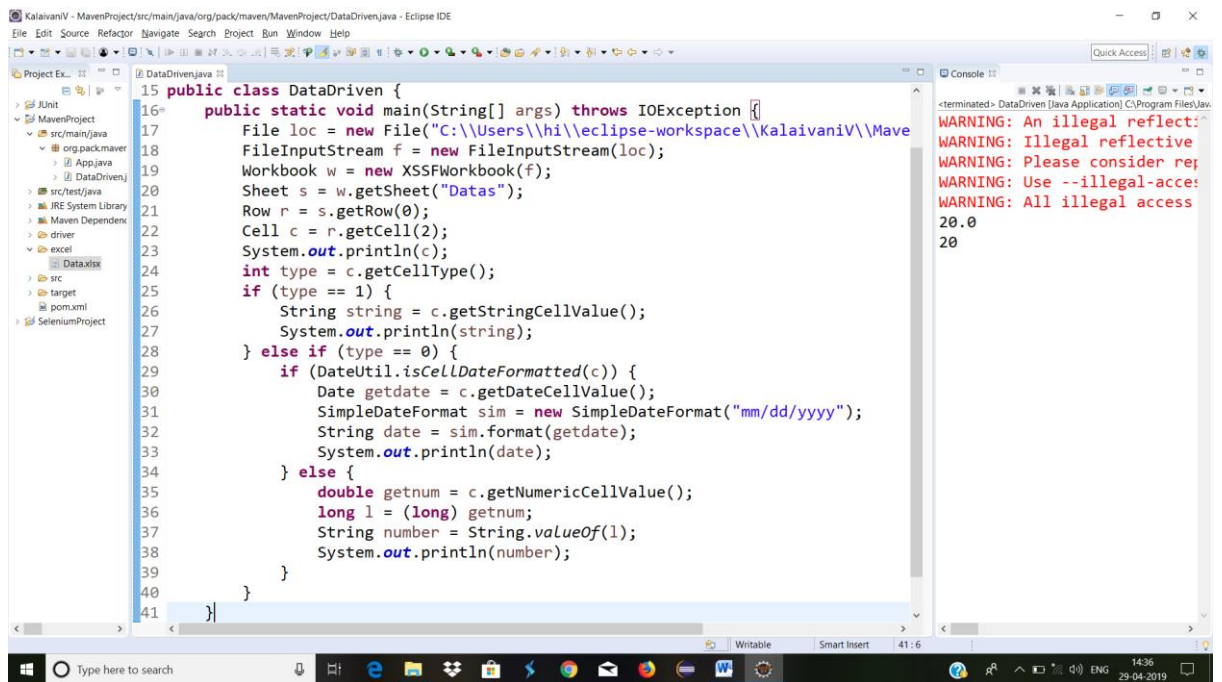 KalaivaniV - MavenProject/src/main/java/org/pack/maven/MavenProject/DataDriven.java - Eclipse IDE
File Edit Source Refactor Navigate Search Project Run Window Help
Quick Access
Project Ex...
JUnit
MavenProject
src/main/java
org.pack.maver
App.java
DataDriven.j
src/test/java
JRE System Library
Maven Dependenc
driver
excel
Data.xlsx
src
target
pom.xml
SeleniumProject
DataDriven.java
15 public class DataDriven {
16 public static void main(String[] args) throws IOException {
17 File loc = new File("C:\\Users\\hi\\eclipse-workspace\\KalaivaniV\\Mave
18 FileInputStream f = new FileInputStream(loc);
19 Workbook w = new XSSFWorkbook(f);
20 Sheet s = w.getSheet("Datas");
21 Row r = s.getRow(0);
22 Cell c = r.getCell(2);
23 System.out.println(c);
24 int type = c.getCellType();
25 if (type == 1) {
26 String string = c.getStringCellValue();
27 System.out.println(string);
28 } else if (type == 0) {
29 if (DateUtil.isCellDateFormatted(c)) {
30 Date getdate = c.getDateCellValue();
31 SimpleDateFormat sim = new SimpleDateFormat("mm/dd/yyyy");
32 String date = sim.format(getdate);
33 System.out.println(date);
34 } else {
35 double getnum = c.getNumericCellValue();
36 long l = (long) getnum;
37 String number = String.valueOf(l);
38 System.out.println(number);
39 }
40 }
41 }
Console
<terminated> DataDriven [Java Application] C:\Program Files\Jav
WARNING: An illegal reflecti
WARNING: Illegal reflective
WARNING: Please consider rep
WARNING: Use --illegal-acces
WARNING: All illegal access
20.0
20
Writable Smart Insert 41 : 6
Type here to search
ENG
14:36
29-04-2019